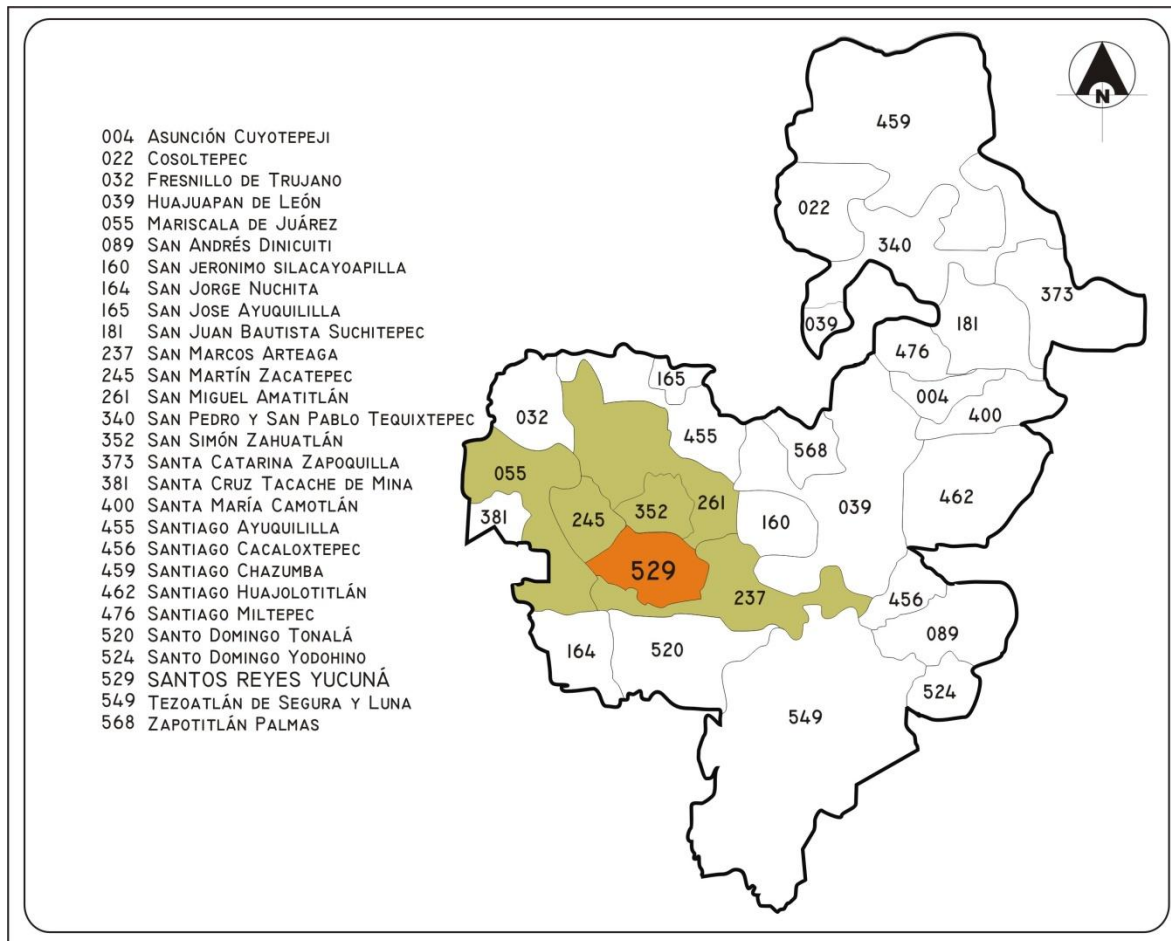 004 ASUNCIÓN CUYOTEPEJI
022 COSOLTEPEC
032 FRESNILLO DE TRUJANO
039 HUAJUAPAN DE LEÓN
055 MARISCALA DE JUÁREZ
089 SAN ANDRÉS DINICUITI
160 SAN JERONIMO SILACAYOAPILLA
164 SAN JORGE NUCHITA
165 SAN JOSE AYUQUILILLA
181 SAN JUAN BAUTISTA SUCHITEPEC
237 SAN MARCOS ARTEAGA
245 SAN MARTÍN ZACATEPEC
261 SAN MIGUEL AMATITLÁN
340 SAN PEDRO Y SAN PABLO TEQUIXTEPEC
352 SAN SIMÓN ZAHUATLÁN
373 SANTA CATARINA ZAPOQUILLA
381 SANTA CRUZ TACACHE DE MINA
400 SANTA MARÍA CAMOTLÁN
455 SANTIAGO AYUQUILILLA
456 SANTIAGO CACALOXTEPEC
459 SANTIAGO CHAZUMBA
462 SANTIAGO HUAJOLOTITLÁN
476 SANTIAGO MILTEPEC
520 SANTO DOMINGO TONALÁ
524 SANTO DOMINGO YODOHINO
529 SANTOS REYES YUCUNÁ
549 TEZOATLÁN DE SEGURA Y LUNA
568 ZAPOTITLÁN PALMAS
N
459
022
340
373
039
181
476
004
400
165
032
455
568
055
462
381
245
352
261
160
039
529
237
456
089
164
520
524
549